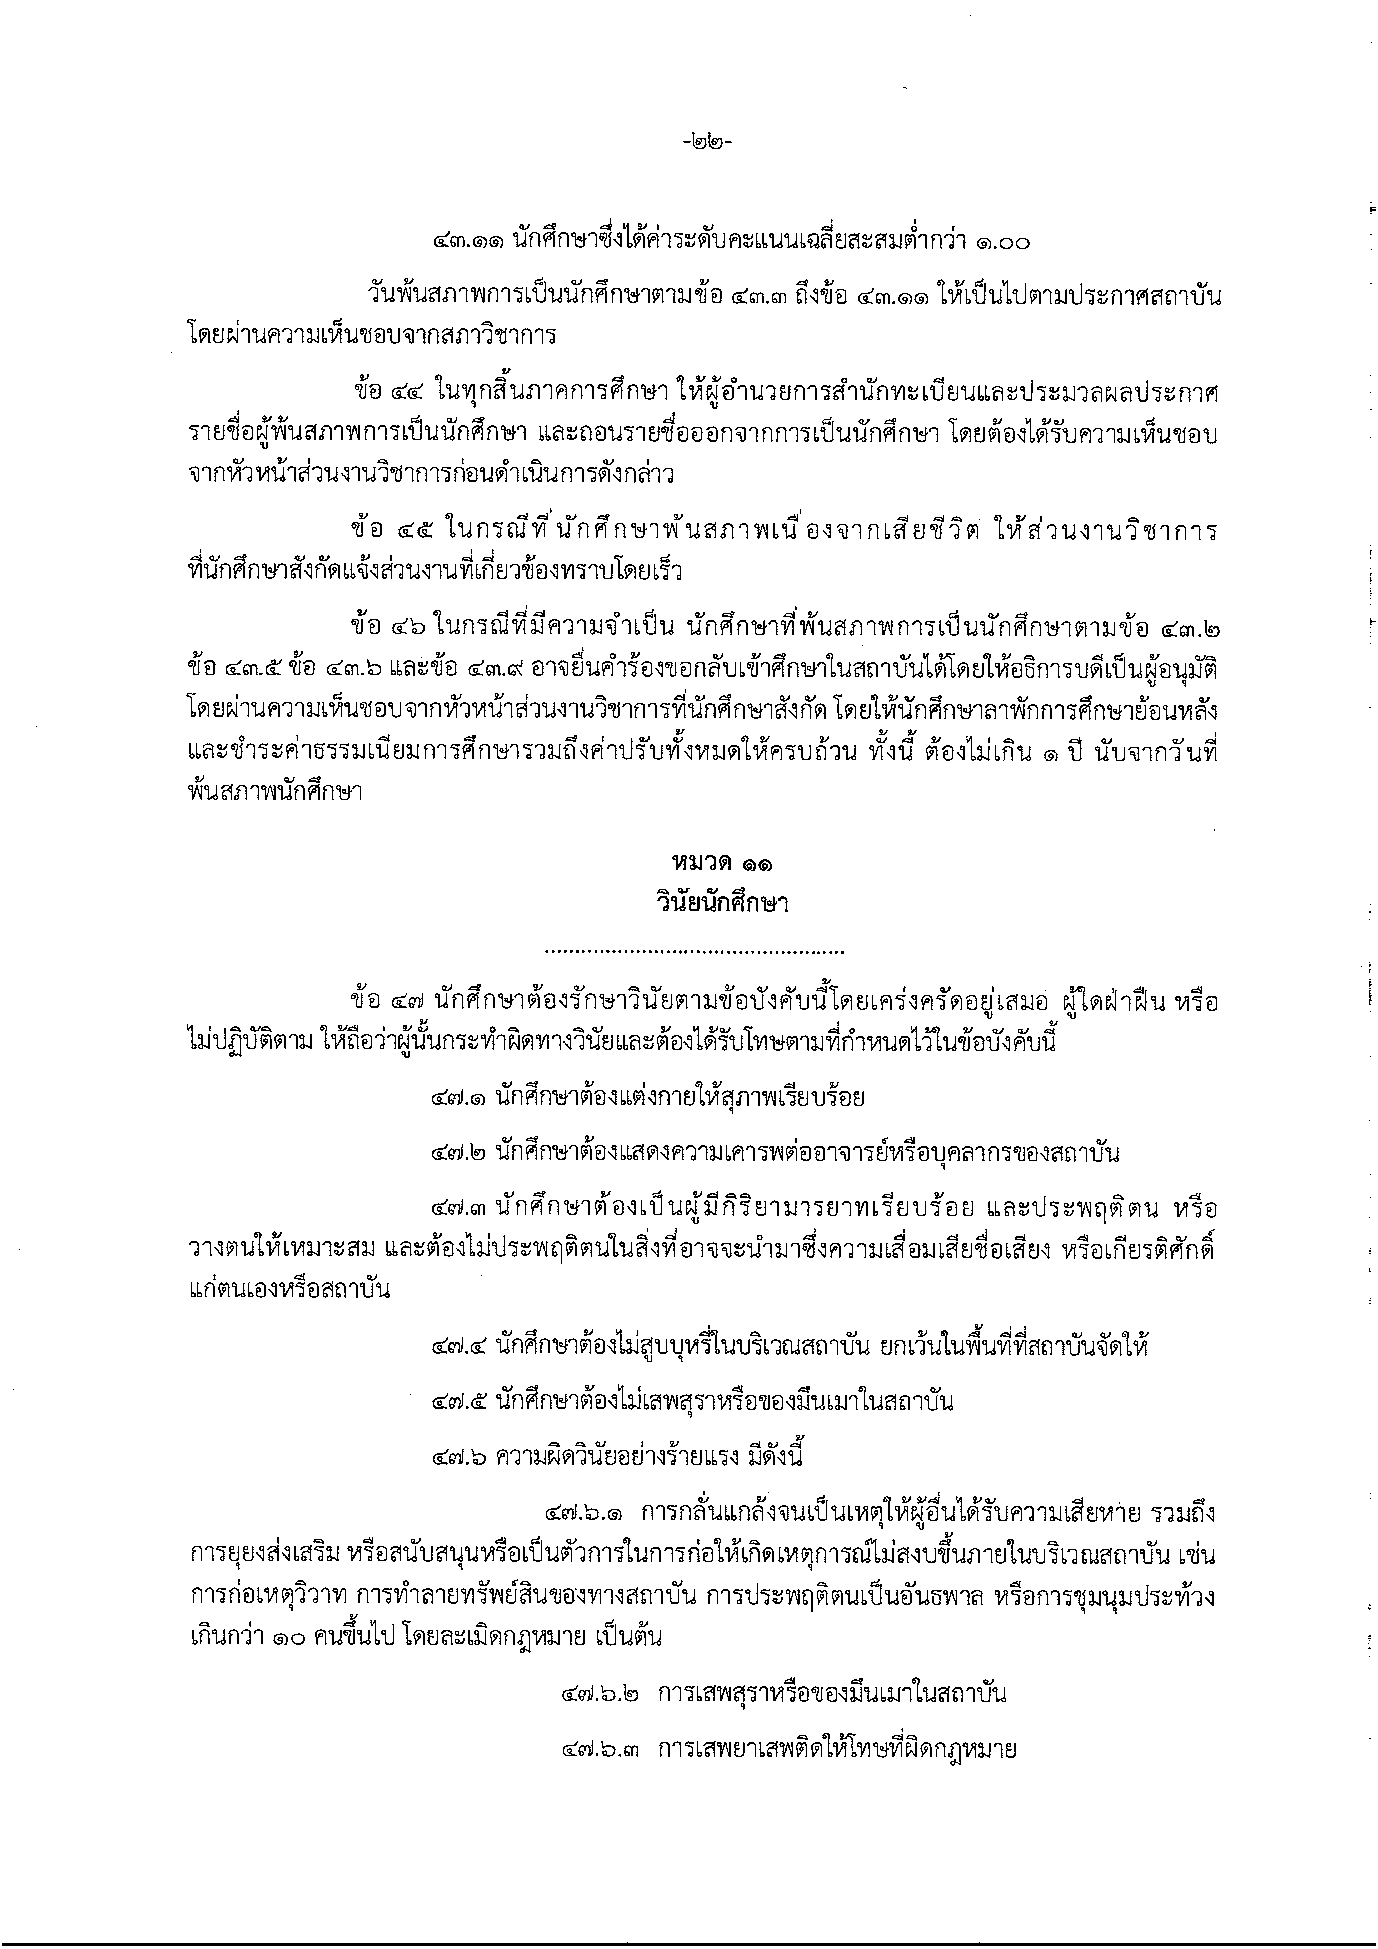 -๒๒-
๔๓.๑๑ นักศึกษาซึ่งได้ค่าระดับคะแนนเฉลี่ยสะสมต่ำกว่า ๑.๐๐
วันพ้นสภาพการเป็นนักศึกษาตามข้อ ๔๓.๓ ถึงข้อ ๔๓.๑๑ ให้เป็นไปตามประกาศสถาบัน
โดยผ่านความเห็นชอบจากสภาวิชาการ
ข้อ ๔๔ ในทุกสิ้นภาคการศึกษา ให้ผู้อำนวยการสำนักทะเบียนและประมวลผลประกาศ
รายชื่อผู้พ้นสภาพการเป็นนักศึกษา และถอนรายชื่อออกจากการเป็นนักศึกษา โดยต้องได้รับความเห็นชอบ
จากหัวหน้าส่วนงานวิชาการก่อนดำเนินการดังกล่าว
ข้อ ๔๕ ในกรณีที่นักศึกษาพ้นสภาพเนื่องจากเสียชีวิต ให้ส่วนงานวิชาการ
ที่นักศึกษาสังกัดแจ้งส่วนงานที่เกี่ยวข้องทราบโดยเร็ว
ข้อ ๔๖ ในกรณีที่มีความจำเป็น นักศึกษาที่พ้นสภาพการเป็นนักศึกษาตามข้อ ๔๓.๒
ข้อ ๔๓.๕ ข้อ ๔๓.๖ และข้อ ๔๓.๙ อาจยื่นคำร้องขอกลับเข้าศึกษาในสถาบันได้โดยให้อธิการบดีเป็นผู้อนุมัติ
โดยผ่านความเห็นชอบจากหัวหน้าส่วนงานวิชาการที่นักศึกษาสังกัด โดยให้นักศึกษาลาพักการศึกษาย้อนหลัง
และชำระค่าธรรมเนียมการศึกษารวมถึงค่าปรับทั้งหมดให้ครบถ้วน ทั้งนี้ ต้องไม่เกิน ๑ ปี นับจากวันที่
พ้นสภาพนักศึกษา
หมวด ๑๑
วินัยนักศึกษา
..................................................
ข้อ ๔๗ นักศึกษาต้องรักษาวินัยตามข้อบังคับนี้โดยเคร่งครัดอยู่เสมอ ผู้ใดฝ่าฝืน หรือ
ไม่ปฏิบัติตาม ให้ถือว่าผู้นั้นกระทำผิดทางวินัยและต้องได้รับโทษตามที่กำหนดไว้ในข้อบังคับนี้
๔๗.๑ นักศึกษาต้องแต่งกายให้สุภาพเรียบร้อย
๔๗.๒ นักศึกษาต้องแสดงความเคารพต่ออาจารย์หรือบุคลากรของสถาบัน
๔๗.๓ นักศึกษาต้องเป็นผู้มีกิริยามารยาทเรียบร้อย และประพฤติตน หรือ
วางตนให้เหมาะสม และต้องไม่ประพฤติตนในสิ่งที่อาจจะนำมาซึ่งความเสื่อมเสียชื่อเสียง หรือเกียรติศักดิ์
แก่ตนเองหรือสถาบัน
๔๗.๔ นักศึกษาต้องไม่สูบบุหรี่ในบริเวณสถาบัน ยกเว้นในพื้นที่ที่สถาบันจัดให้
๔๗.๕ นักศึกษาต้องไม่เสพสุราหรือของมึนเมาในสถาบัน
๔๗.๖ ความผิดวินัยอย่างร้ายแรง มีดังนี้
๔๗.๖.๑ การกลั่นแกล้งจนเป็นเหตุให้ผู้อื่นได้รับความเสียหาย รวมถึง
การยุยงส่งเสริม หรือสนับสนุนหรือเป็นตัวการในการก่อให้เกิดเหตุการณ์ไม่สงบขึ้นภายในบริเวณสถาบัน เช่น
การก่อเหตุวิวาท การทำลายทรัพย์สินของทางสถาบัน การประพฤติตนเป็นอันธพาล หรือการชุมนุมประท้วง
เกินกว่า ๑๐ คนขึ้นไป โดยละเมิดกฎหมาย เป็นต้น
๔๗.๖.๒ การเสพสุราหรือของมึนเมาในสถาบัน
๔๗.๖.๓ การเสพยาเสพติดให้โทษที่ผิดกฎหมาย